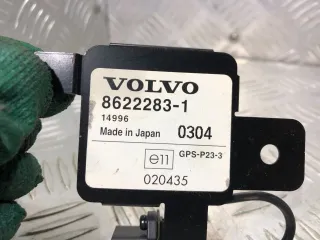 VOLVO
8622283-1
14996
Made in Japan 0304
e11 GPS-P23-3
020435